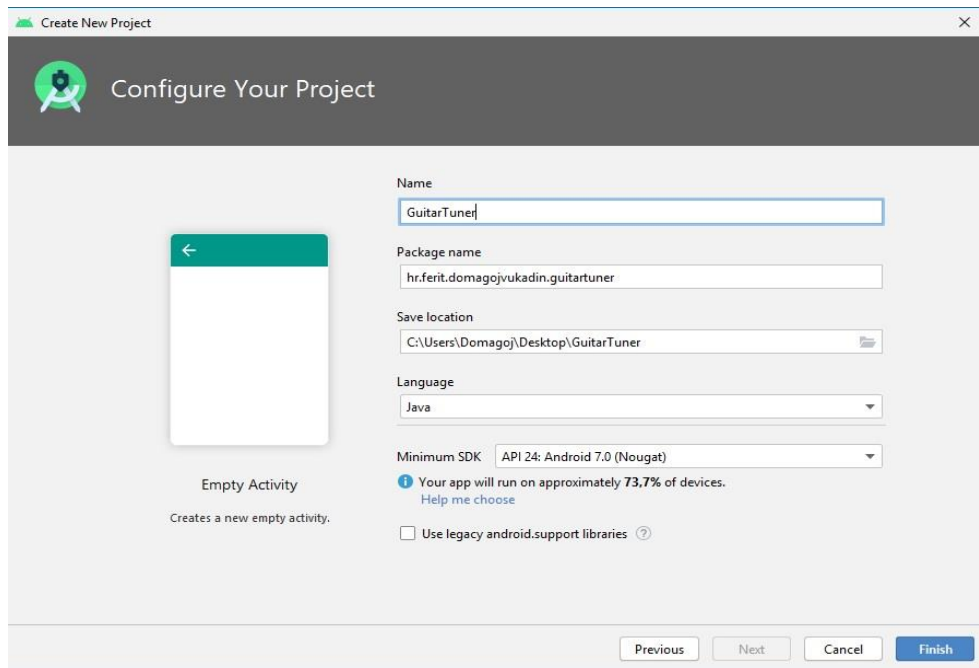 Create New Project
Configure Your Project
Name
GuitarTuner
Package name
hr.ferit.domagojvukadin.guitartuner
Save location
C:\Users\Domagoj\Desktop\GuitarTuner
Language
Java
Minimum SDK API 24: Android 7.0 (Nougat)
Your app will run on approximately 73,7% of devices.
Help me choose
Use legacy android.support libraries ?
Empty Activity
Creates a new empty activity.
Previous Next Cancel Finish